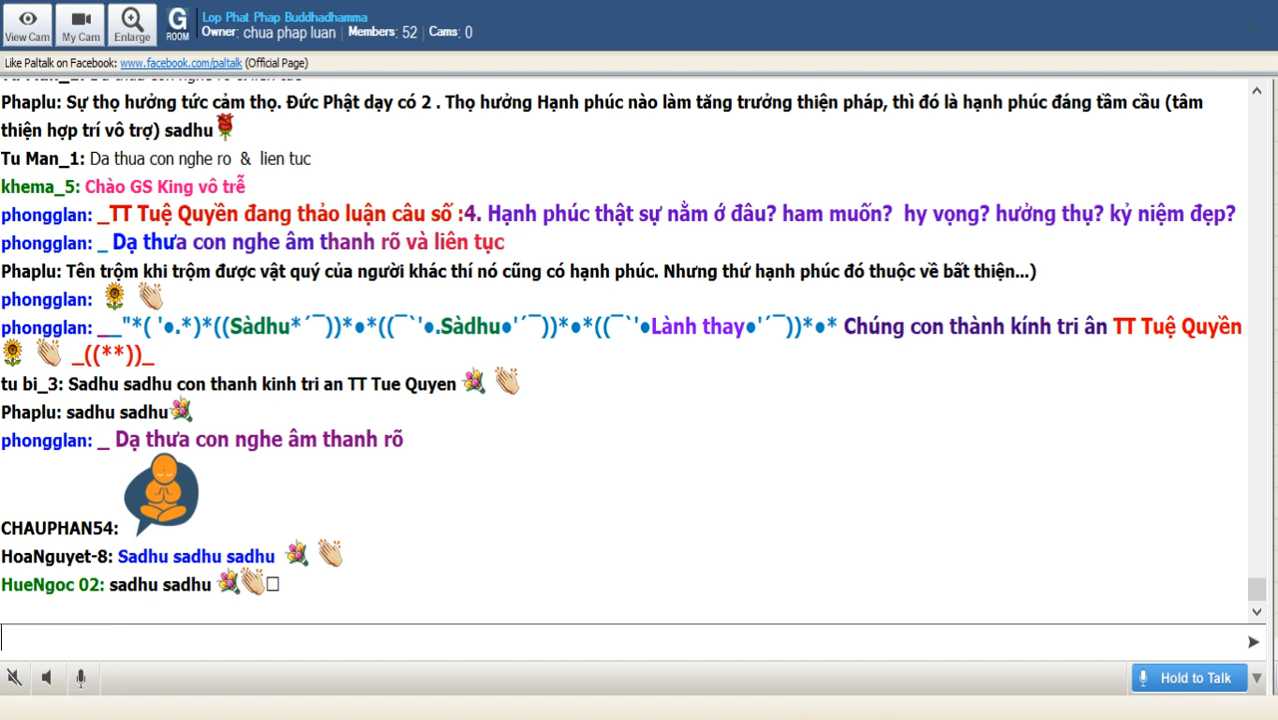 Lop Phat Phap Buddhadhamma
View Cam
My Cam
Enlarge
G
ROOM
Owner: chua phap luan | Members: 52 | Cams: 0
Like Paltalk on Facebook: www.facebook.com/paltalk (Official Page)
Phaplu: Sự thọ hưởng tức cảm thọ. Đức Phật dạy có 2 . Thọ hưởng Hạnh phúc nào làm tăng trưởng thiện pháp, thì đó là hạnh phúc đáng tầm cầu (tâm
thiện hợp trí vô trợ) sadhu
Tu Man_1: Da thua con nghe ro & lien tuc
khema_5: Chào GS King vô trễ
phongglan: _TT Tuệ Quyền đang thảo luận câu số :4. Hạnh phúc thật sự nằm ớ đâu? ham muốn? hy vọng? hưởng thụ? kỷ niệm đẹp?
phongglan: _ Dạ thưa con nghe âm thanh rõ và liên tục
Phaplu: Tên trộm khi trộm được vật quý của người khác thí nó cũng có hạnh phúc. Nhưng thứ hạnh phúc đó thuộc về bất thiện...)
phongglan:
phongglan: __"*( '●.*)*((Sàdhu*´¯))*●*((¯`'●.Sàdhu●'´¯))*●*((¯`'●Lành thay●'´¯))*●* Chúng con thành kính tri ân TT Tuệ Quyền
_((**))_
tu bi_3: Sadhu sadhu con thanh kinh tri an TT Tue Quyen
Phaplu: sadhu sadhu
phongglan: _ Dạ thưa con nghe âm thanh rõ
CHAUPHAN54:
HoaNguyet-8: Sadhu sadhu sadhu
HueNgoc 02: sadhu sadhu
Hold to Talk